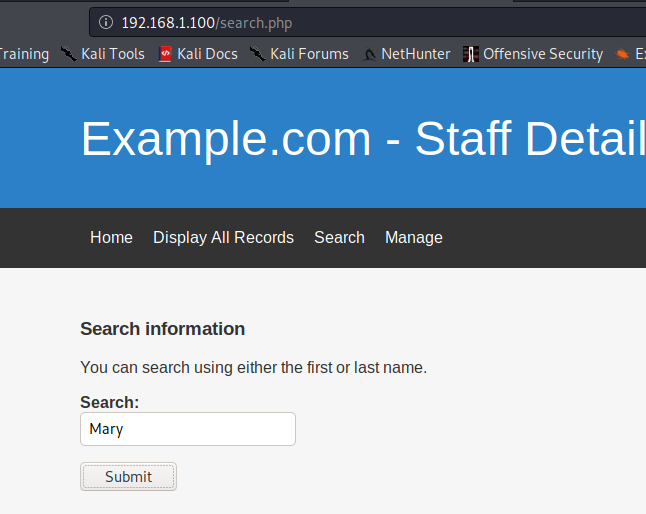 192.168.1.100/search.php
raining Kali Tools Kali Docs Kali Forums NetHunter Offensive Security
Example.com - Staff Detail
Home Display All Records Search Manage
Search information
You can search using either the first or last name.
Search:
Mary
Submit